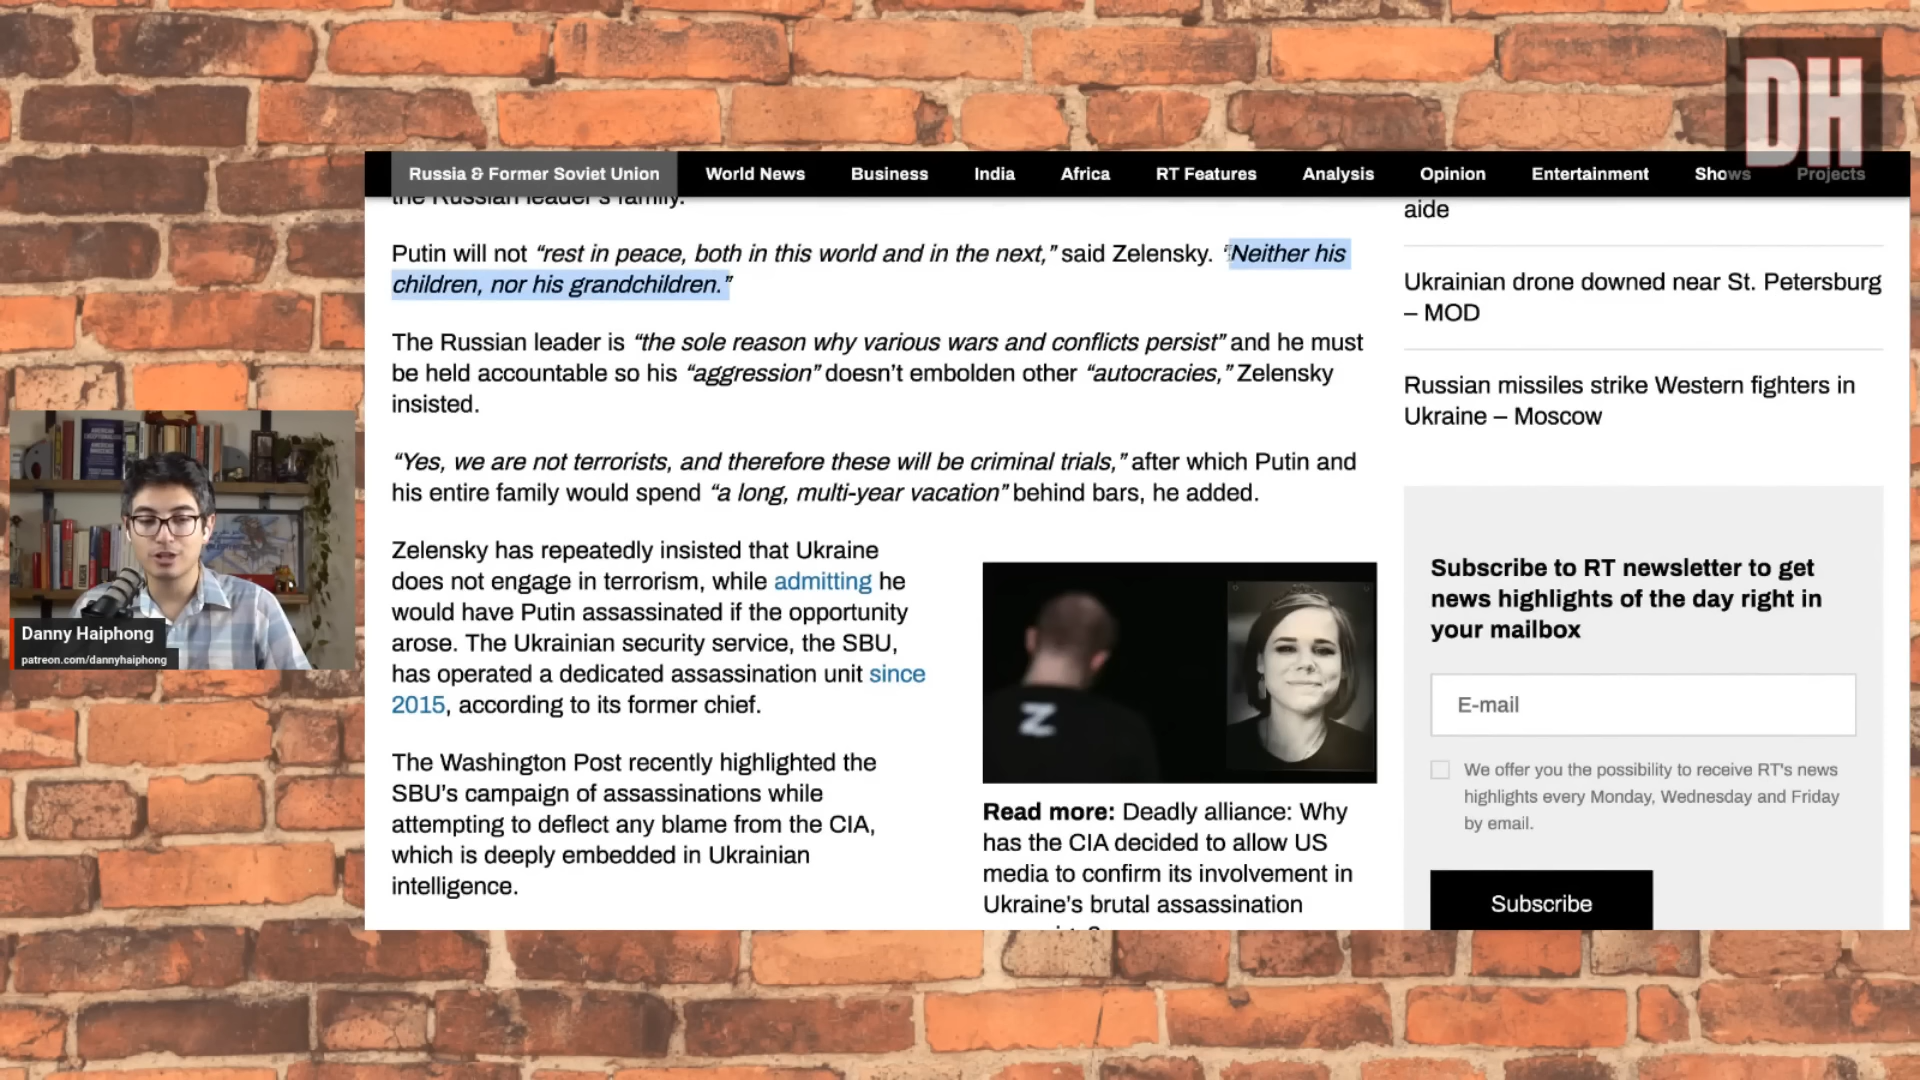 DH
Russia & Former Soviet Union World News Business India Africa RT Features Analysis Opinion Entertainment Shows Projects
the Russian leader's family.
Putin will not “rest in peace, both in this world and in the next,” said Zelensky. “Neither his
children, nor his grandchildren.”
The Russian leader is “the sole reason why various wars and conflicts persist” and he must
be held accountable so his “aggression” doesn’t embolden other “autocracies,” Zelensky
insisted.
“Yes, we are not terrorists, and therefore these will be criminal trials,” after which Putin and
his entire family would spend “a long, multi-year vacation” behind bars, he added.
Zelensky has repeatedly insisted that Ukraine
does not engage in terrorism, while admitting he
would have Putin assassinated if the opportunity
arose. The Ukrainian security service, the SBU,
has operated a dedicated assassination unit since
2015, according to its former chief.
The Washington Post recently highlighted the
SBU’s campaign of assassinations while
attempting to deflect any blame from the CIA,
which is deeply embedded in Ukrainian
intelligence.
Z
Read more: Deadly alliance: Why
has the CIA decided to allow US
media to confirm its involvement in
Ukraine's brutal assassination
aide
Ukrainian drone downed near St. Petersburg
– MOD
Russian missiles strike Western fighters in
Ukraine – Moscow
Subscribe to RT newsletter to get
news highlights of the day right in
your mailbox
E-mail
We offer you the possibility to receive RT's news
highlights every Monday, Wednesday and Friday
by email.
Subscribe
Danny Haiphong
patreon.com/dannyhaiphong